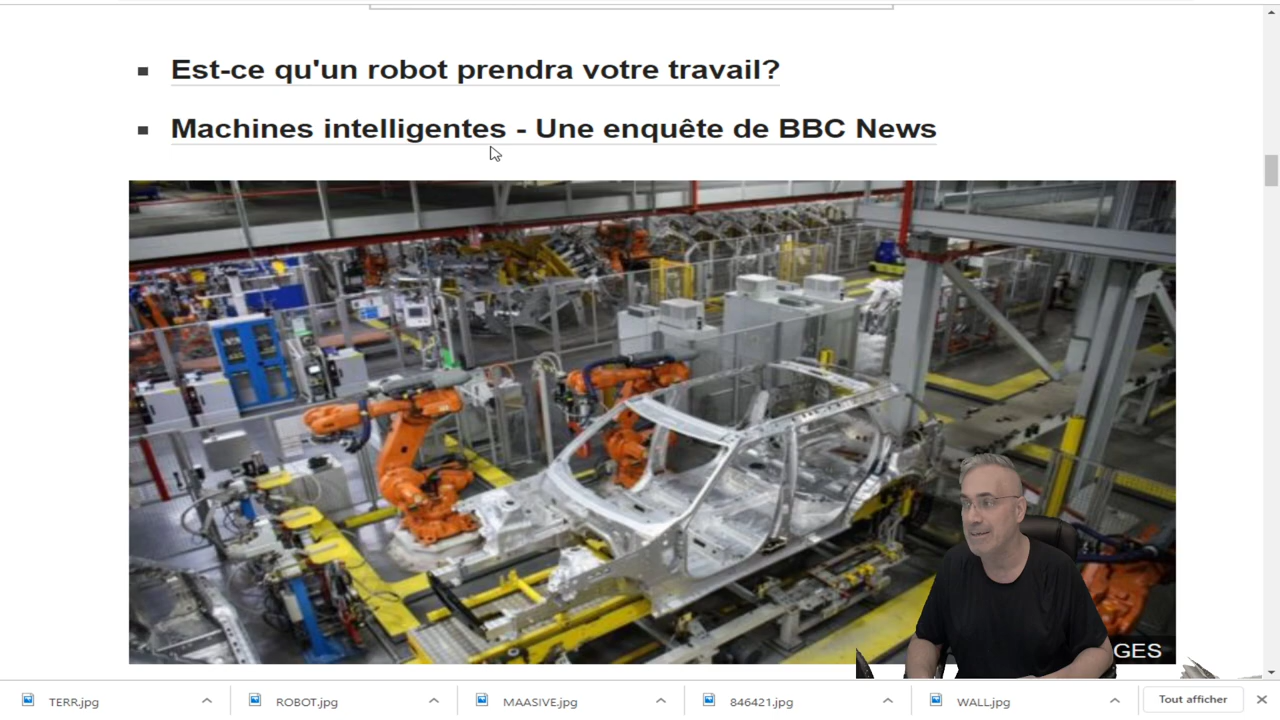 Est-ce qu'un robot prendra votre travail?
Machines intelligentes - Une enquête de BBC News
GES
TERR.jpg
ROBOT.jpg
MAASIVE.jpg
846421.jpg
WALL.jpg
Tout afficher